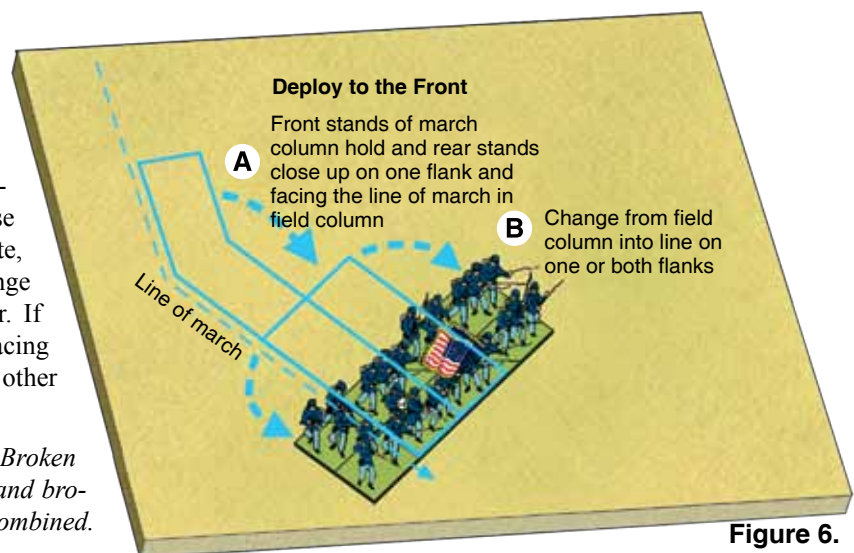 -
se
te,
nge
r. If
acing
other
Broken
and bro-
ombined.
Deploy to the Front
A
Front stands of march
column hold and rear stands
close up on one flank and
facing the line of march in
field column
B
Change from field
column into line on
one or both flanks
Line of march
Figure 6.